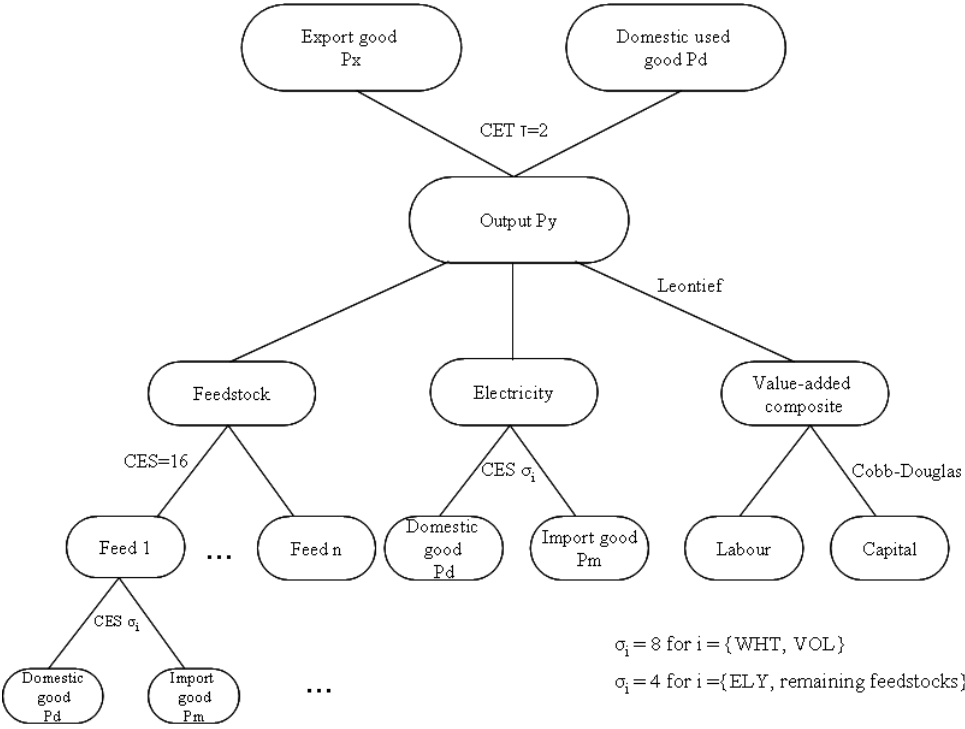 Export good
Px
Domestic used
good Pd
CET τ=2
Output Py
Leontief
Feedstock
Electricity
Value-added
composite
CES=16
CES σi
Cobb-Douglas
Feed 1
...
Feed n
Domestic
good
Pd
Import good
Pm
Labour
Capital
CES σi
σi = 8 for i = {WHT, VOL}
σi = 4 for i ={ELY, remaining feedstocks}
Domestic
good
Pd
Import
good
Pm
...